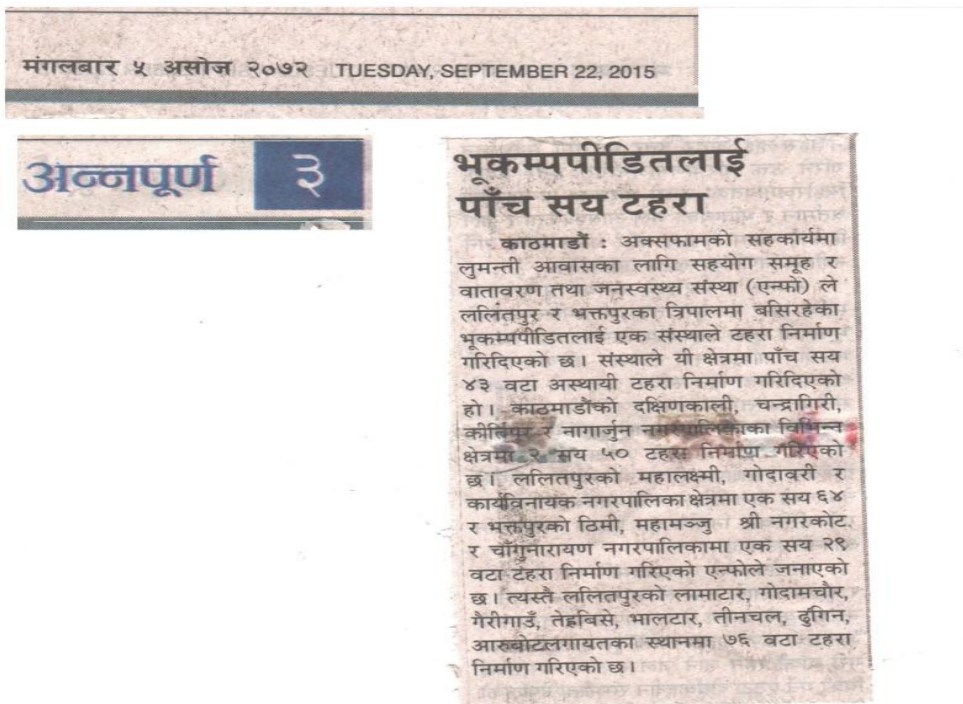 मंगलबार ५ असोज २०७२ TUESDAY, SEPTEMBER 22, 2015
अन्नपूर्ण ३
भूकम्पपीडितलाई
पाँच सय टहरा
काठमाडौं : अक्सफामको सहकार्यमा
लुमन्ती आवासका लागि सहयोग समूह र
वातावरण तथा जनस्वस्थ्य संस्था (एन्फो) ले
ललितपुर र भक्तपुरका त्रिपालमा बसिरहेका
भूकम्पपीडितलाई एक संस्थाले टहरा निर्माण
गरिदिएको छ। संस्थाले यी क्षेत्रमा पाँच सय
४३ वटा अस्थायी टहरा निर्माण गरिदिएको
हो। काठमाडौंको दक्षिणकाली, चन्द्रागिरी,
कीर्तिपुर र नागार्जुन नगरपालिकाका विभिन्न
क्षेत्रमा २ सय ५० टहरा निर्माण गरिएको
छ। ललितपुरको महालक्ष्मी, गोदावरी र
कार्यविनायक नगरपालिका क्षेत्रमा एक सय ६४
र भक्तपुरको ठिमी, महामञ्जु श्री नगरकोट
र चाँगुनारायण नगरपालिकामा एक सय २९
वटा टहरा निर्माण गरिएको एन्फोले जनाएको
छ। त्यस्तै ललितपुरको लामाटार, गोदामचौर,
गैरीगाउँ, तेह्रबिसे, भालटार, तीनचल, ढुंगिन,
आरुबोटलगायतका स्थानमा ७६ वटा टहरा
निर्माण गरिएको छ।